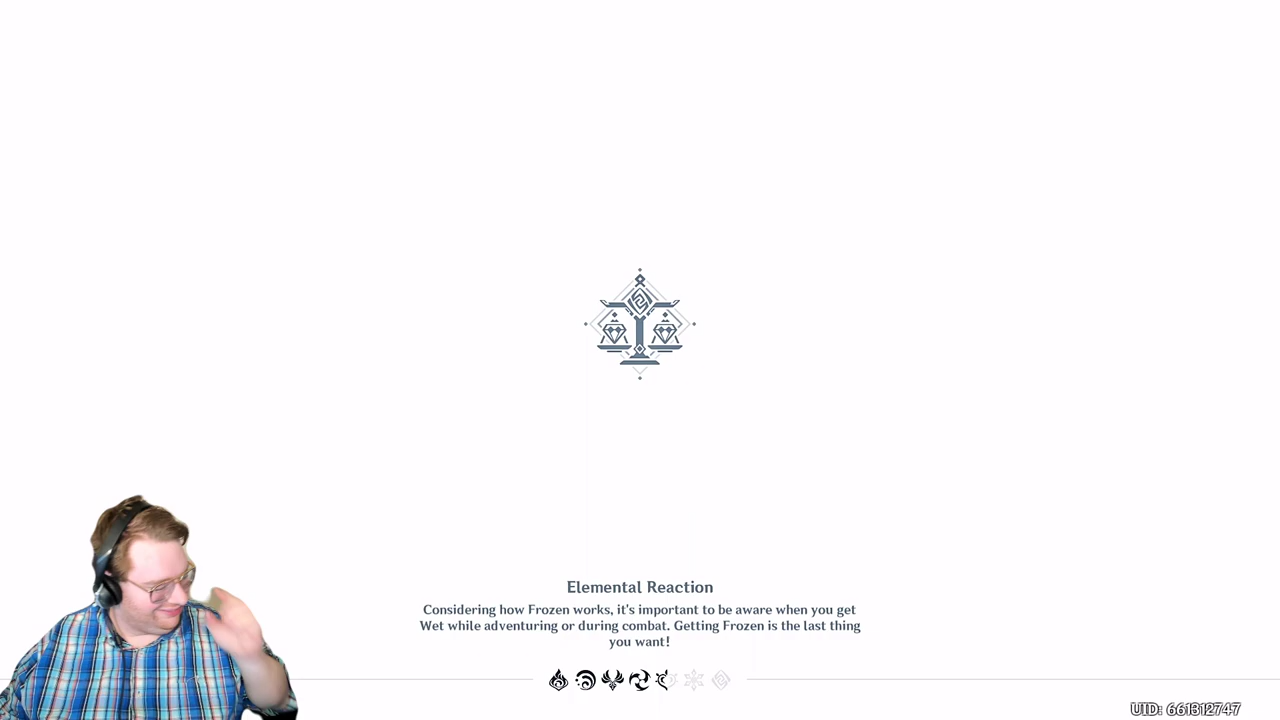 Elemental Reaction
Considering how Frozen works, it's important to be aware when you get
Wet while adventuring or during combat. Getting Frozen is the last thing
you want!
UID: 661312747